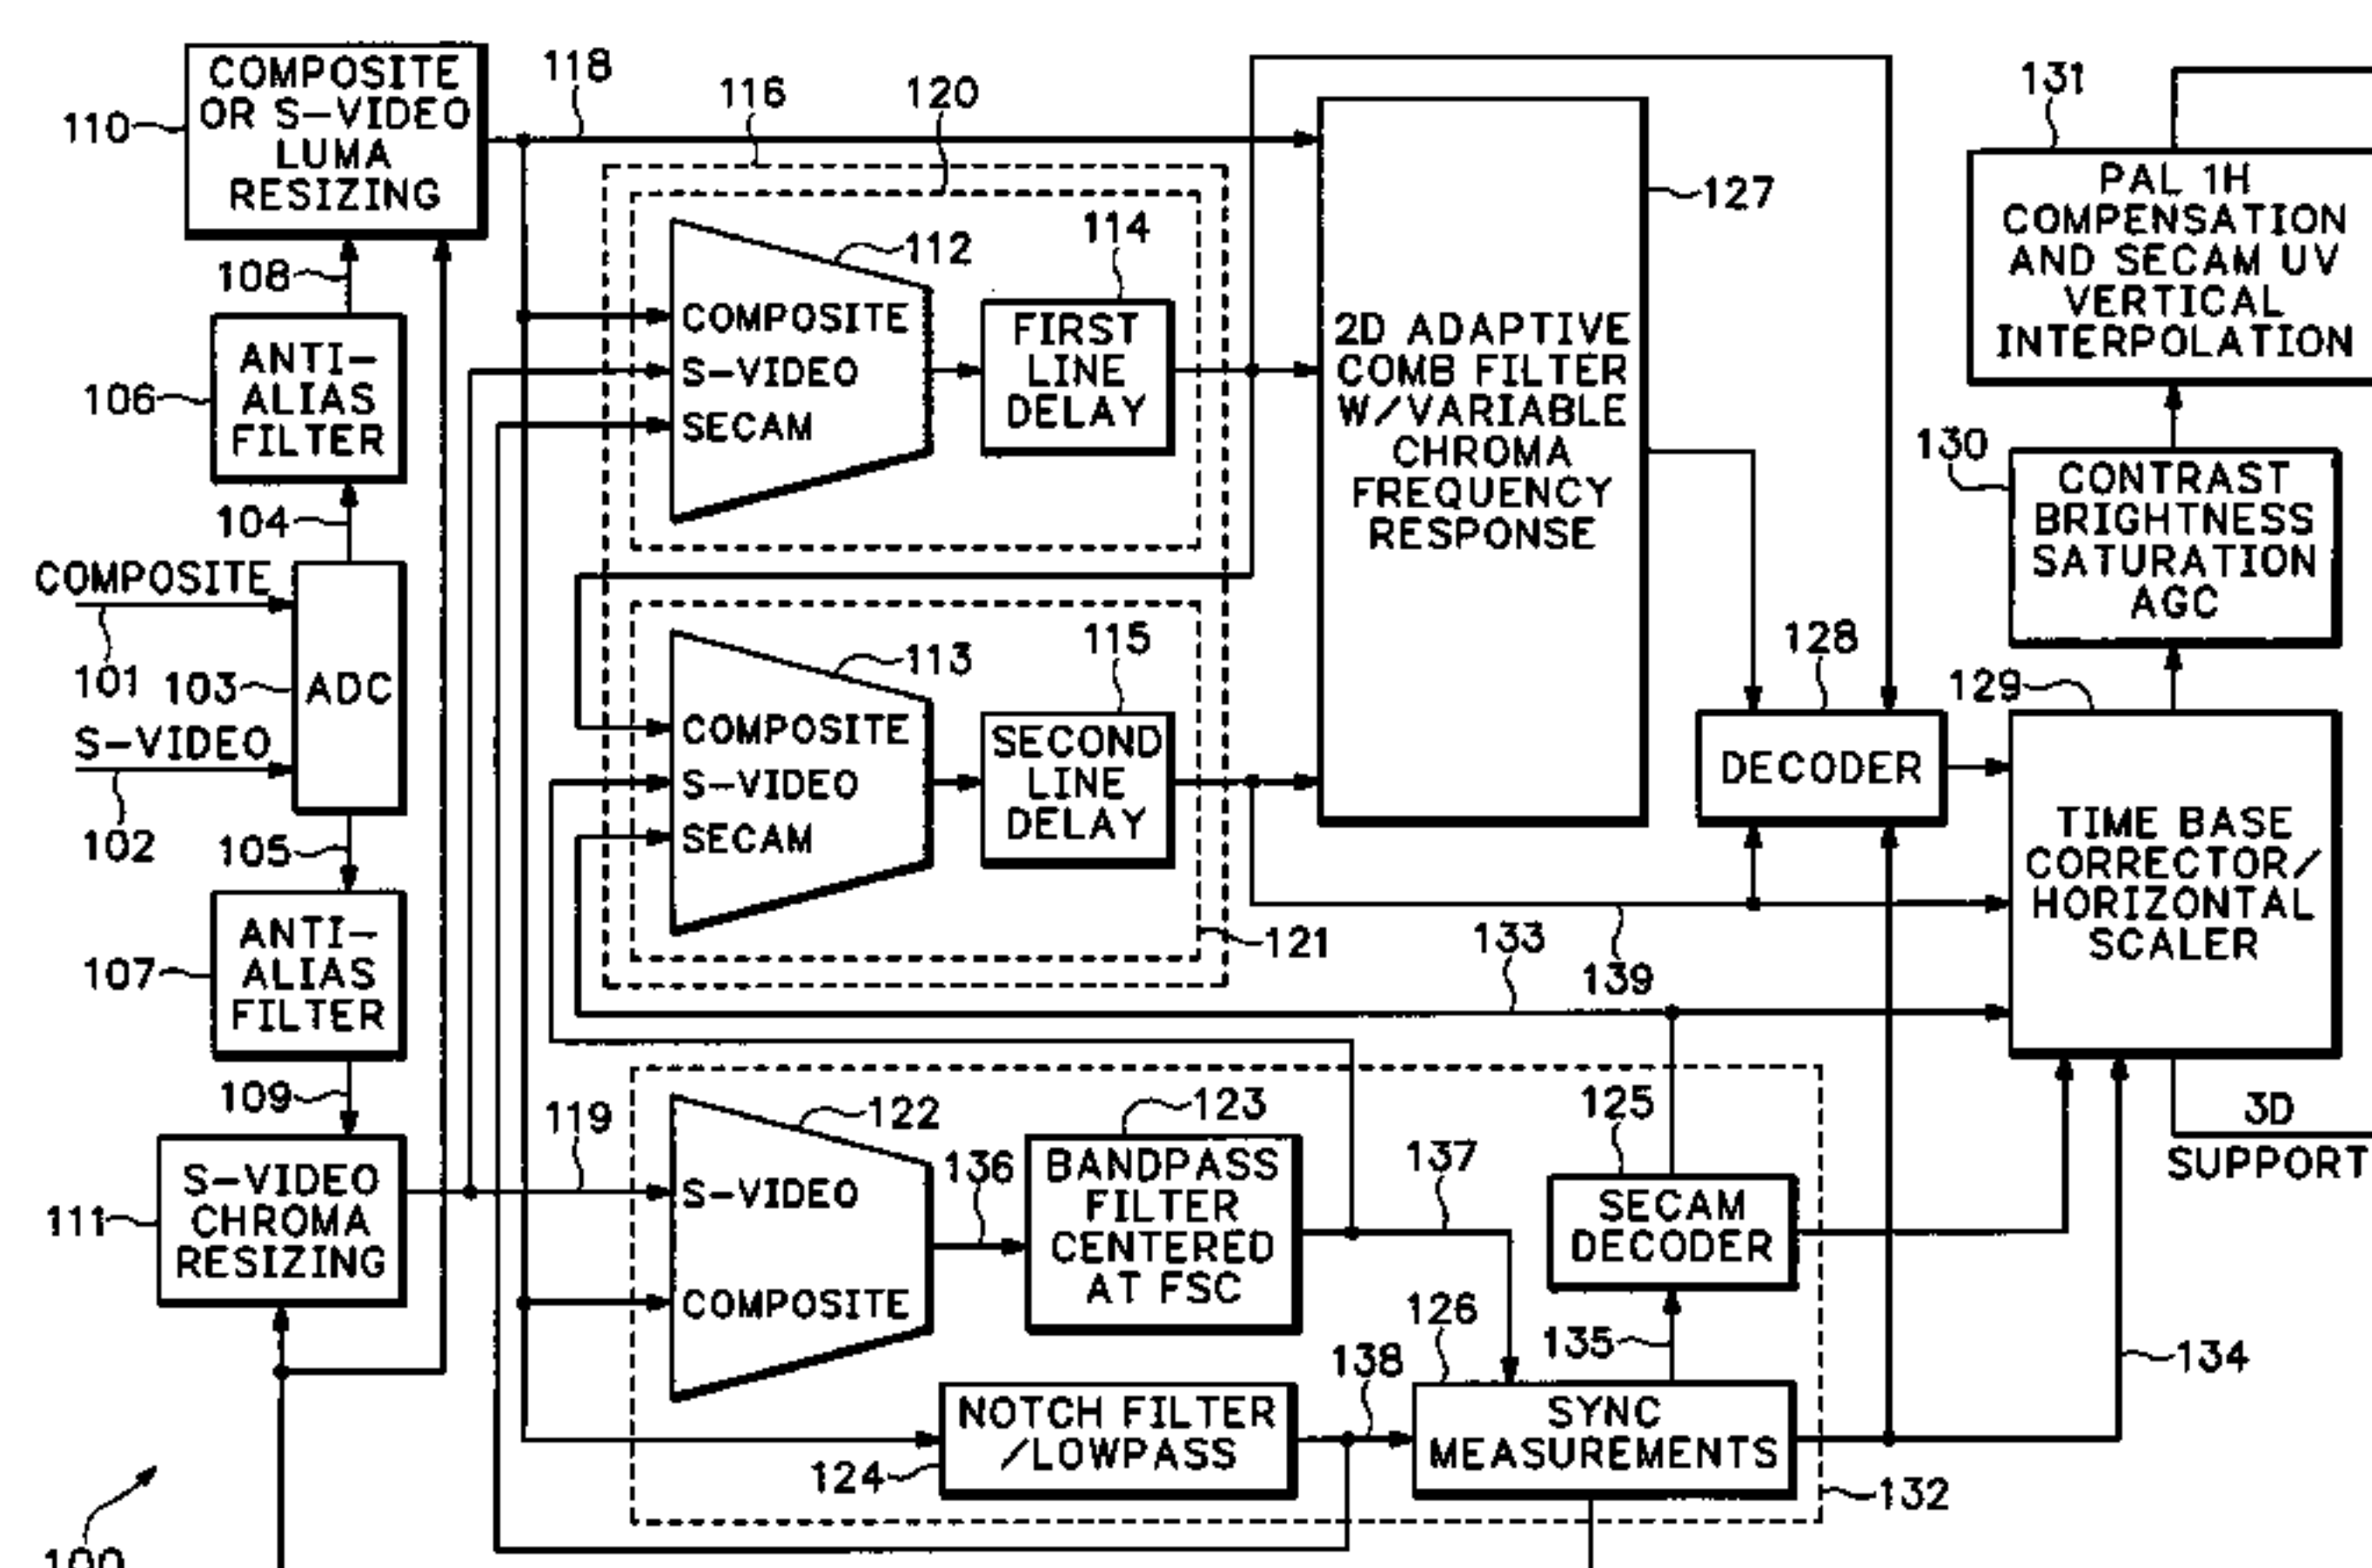 110
COMPOSITE
OR S-VIDEO
LUMA
RESIZING
118
116
120
131
PAL 1H
COMPENSATION
AND SECAM UV
VERTICAL
INTERPOLATION
127
112
114
108
COMPOSITE
S-VIDEO
SECAM
FIRST
LINE
DELAY
2D ADAPTIVE
COMB FILTER
W/VARIABLE
CHROMA
FREQUENCY
RESPONSE
106
ANTI-
ALIAS
FILTER
130
CONTRAST
BRIGHTNESS
SATURATION
AGC
104
COMPOSITE
101
103
ADC
S-VIDEO
102
113
115
COMPOSITE
S-VIDEO
SECAM
SECOND
LINE
DELAY
128
DECODER
129
TIME BASE
CORRECTOR/
HORIZONTAL
SCALER
105
107
ANTI-
ALIAS
FILTER
121
133
139
109
119
122
123
125
3D
SUPPORT
111
S-VIDEO
CHROMA
RESIZING
S-VIDEO
COMPOSITE
136
BANDPASS
FILTER
CENTERED
AT FSC
137
SECAM
DECODER
126
135
134
138
NOTCH FILTER
/LOWPASS
124
SYNC
MEASUREMENTS
132
100